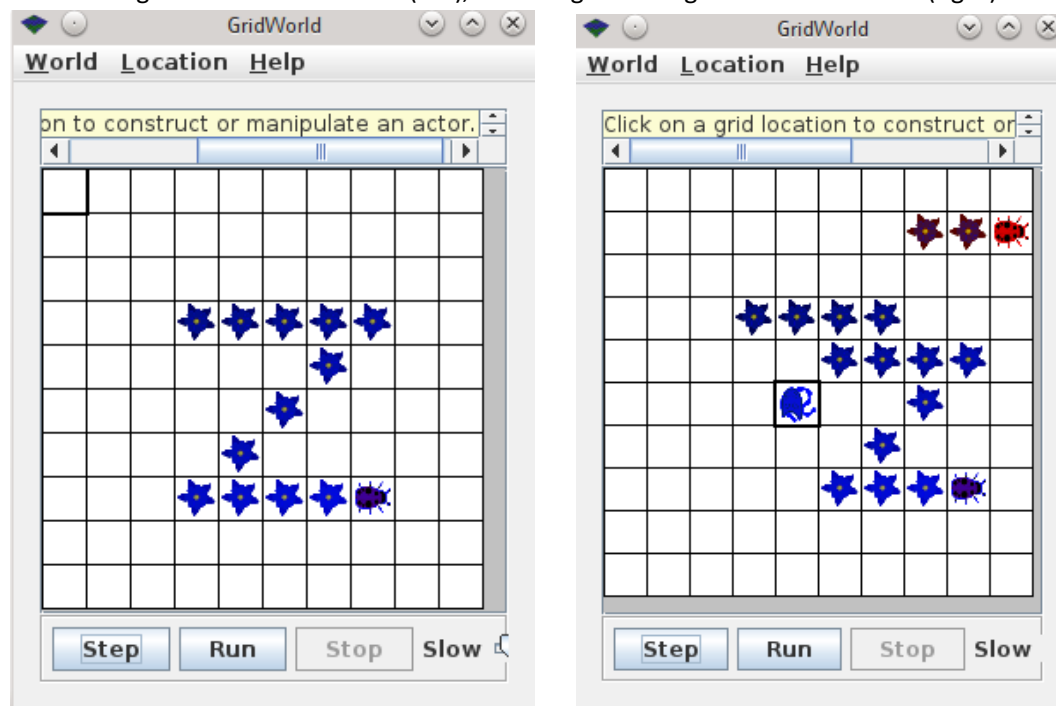 GridWorld
World Location Help
on to construct or manipulate an actor.
Step Run Stop Slow
GridWorld
World Location Help
Click on a grid location to construct or
Step Run Stop Slow